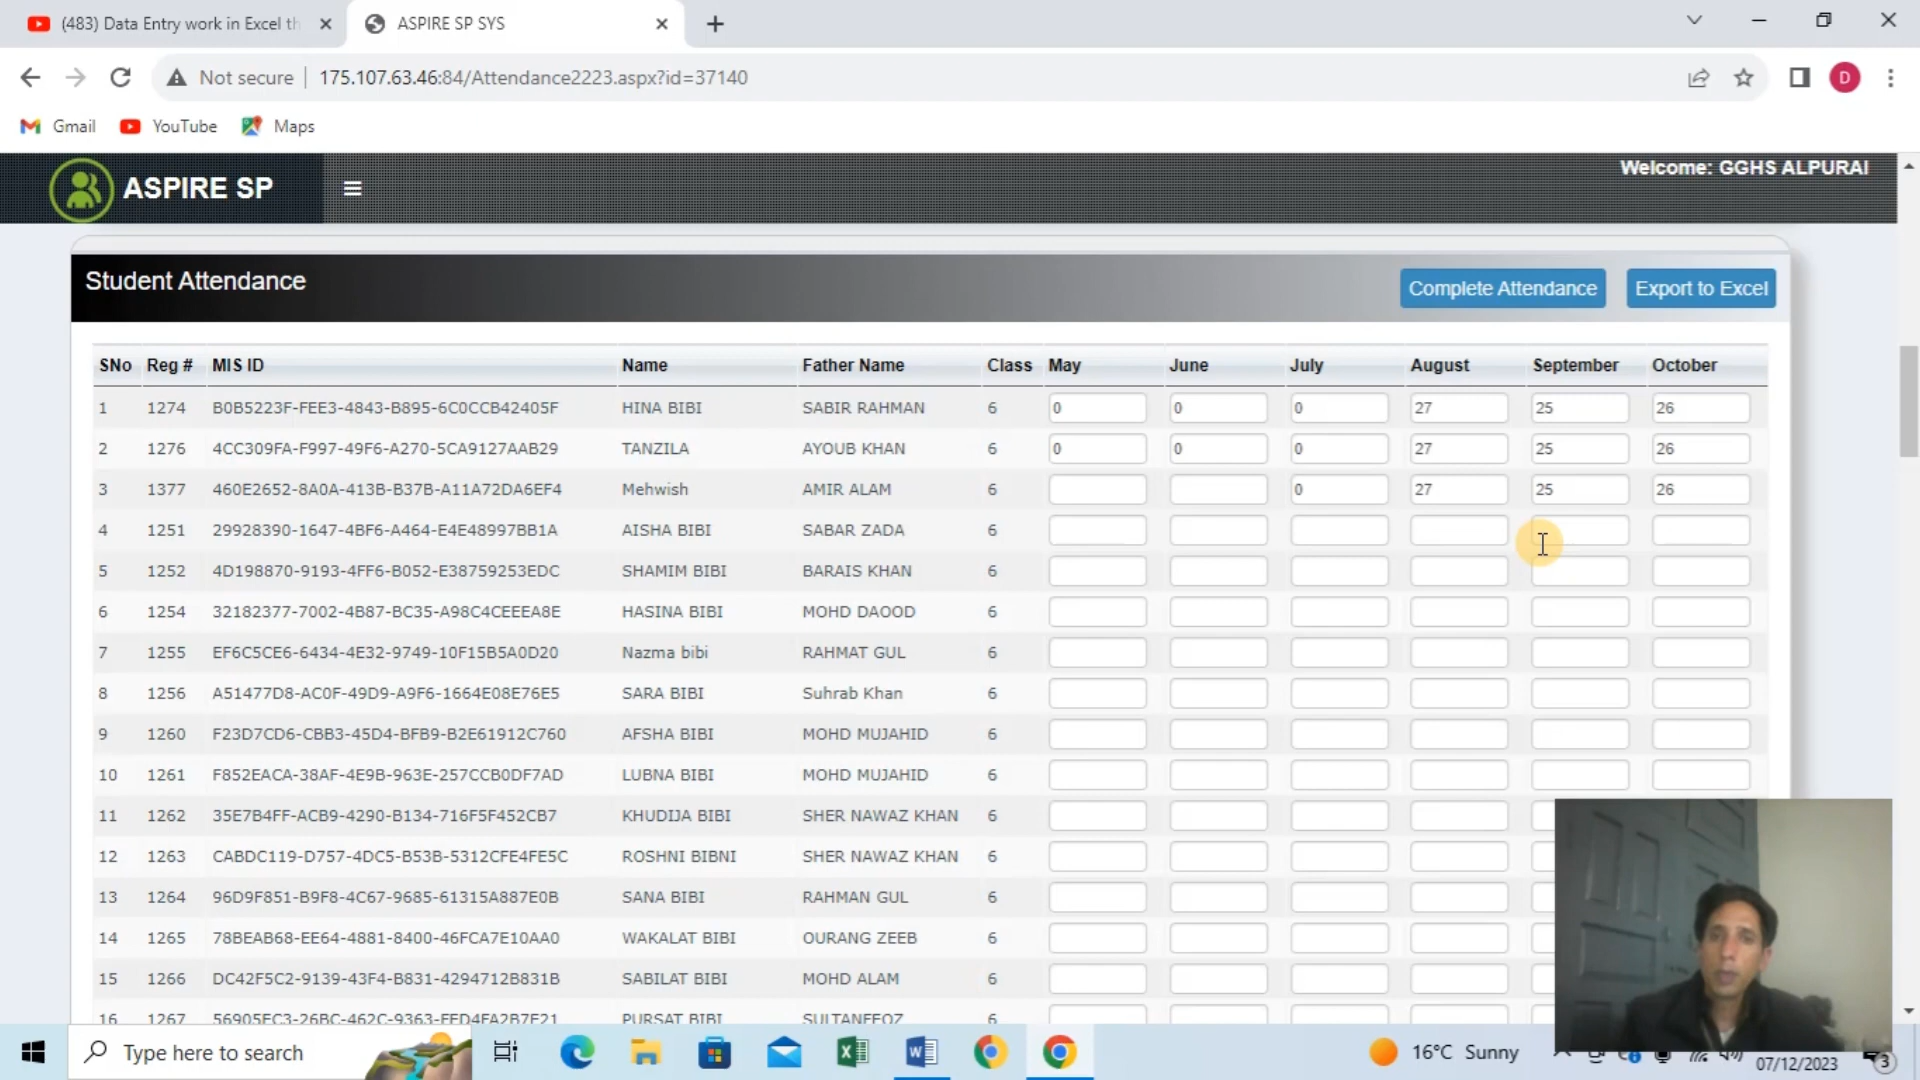 (483) Data Entry work in Excel th
ASPIRE SP SYS
Not secure
175.107.63.46:84/Attendance2223.aspx?id=37140
D
Gmail
YouTube
Maps
ASPIRE SP
Welcome: GGHS ALPURAI
Student Attendance
Complete Attendance
Export to Excel
SNo Reg # MIS ID Name Father Name Class May June July August September October
1 1274 B0B5223F-FEE3-4843-B895-6C0CCB42405F HINA BIBI SABIR RAHMAN 6 0 0 0 27 25 26
2 1276 4CC309FA-F997-49F6-A270-5CA9127AAB29 TANZILA AYOUB KHAN 6 0 0 0 27 25 26
3 1377 460E2652-8A0A-413B-B37B-A11A72DA6EF4 Mehwish AMIR ALAM 6 0 27 25 26
4 1251 29928390-1647-4BF6-A464-E4E48997BB1A AISHA BIBI SABAR ZADA 6
5 1252 4D198870-9193-4FF6-B052-E38759253EDC SHAMIM BIBI BARAIS KHAN 6
6 1254 32182377-7002-4B87-BC35-A98C4CEEEA8E HASINA BIBI MOHD DAOOD 6
7 1255 EF6C5CE6-6434-4E32-9749-10F15B5A0D20 Nazma bibi RAHMAT GUL 6
8 1256 A51477D8-AC0F-49D9-A9F6-1664E08E76E5 SARA BIBI Suhrab Khan 6
9 1260 F23D7CD6-CBB3-45D4-BFB9-B2E61912C760 AFSHA BIBI MOHD MUJAHID 6
10 1261 F852EACA-38AF-4E9B-963E-257CCB0DF7AD LUBNA BIBI MOHD MUJAHID 6
11 1262 35E7B4FF-ACB9-4290-B134-716F5F452CB7 KHUDIJA BIBI SHER NAWAZ KHAN 6
12 1263 CABDC119-D757-4DC5-B53B-5312CFE4FE5C ROSHNI BIBNI SHER NAWAZ KHAN 6
13 1264 96D9F851-B9F8-4C67-9685-61315A887E0B SANA BIBI RAHMAN GUL 6
14 1265 78BEAB68-EE64-4881-8400-46FCA7E10AA0 WAKALAT BIBI OURANG ZEEB 6
15 1266 DC42F5C2-9139-43F4-B831-4294712B831B SABILAT BIBI MOHD ALAM 6
16 1267 56905EC3-26BC-462C-9363-FED4FA2B7E21 PURSAT BIBI SULTANFEOZ 6
Type here to search
16°C Sunny
07/12/2023
3